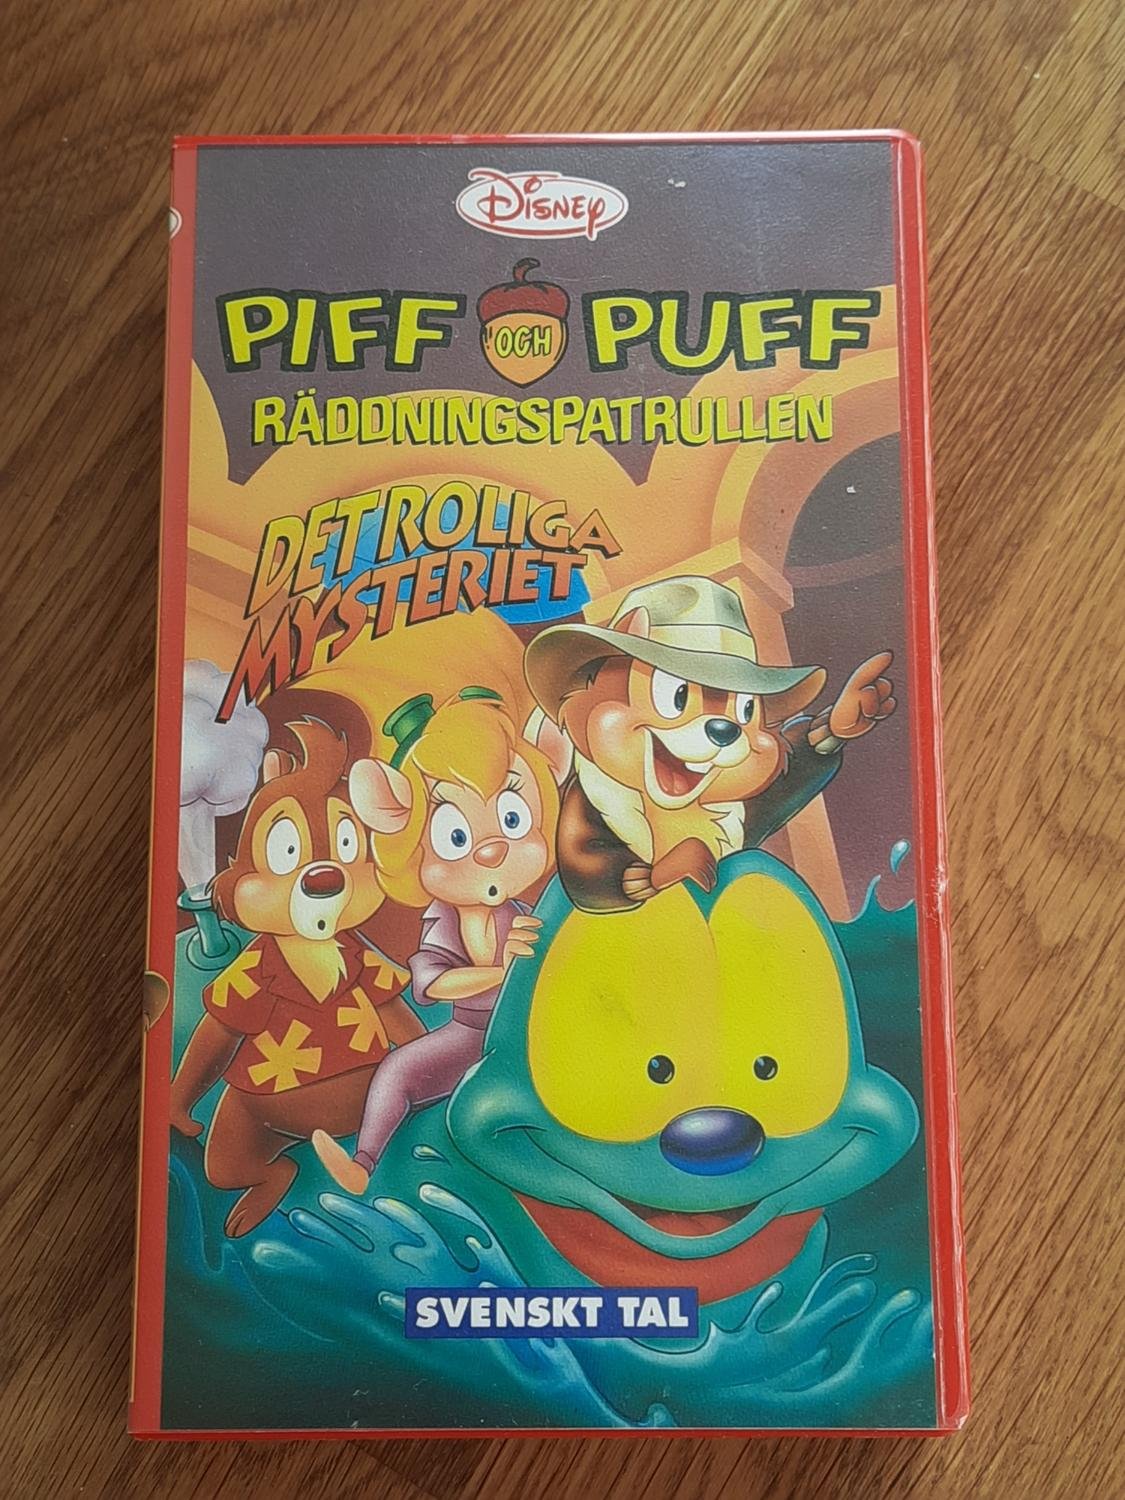 Disney
PIFF OCH PUFF
RÄDDNINGSPATRULLEN
DET ROLIGA
MYSTERIET
SVENSKT TAL